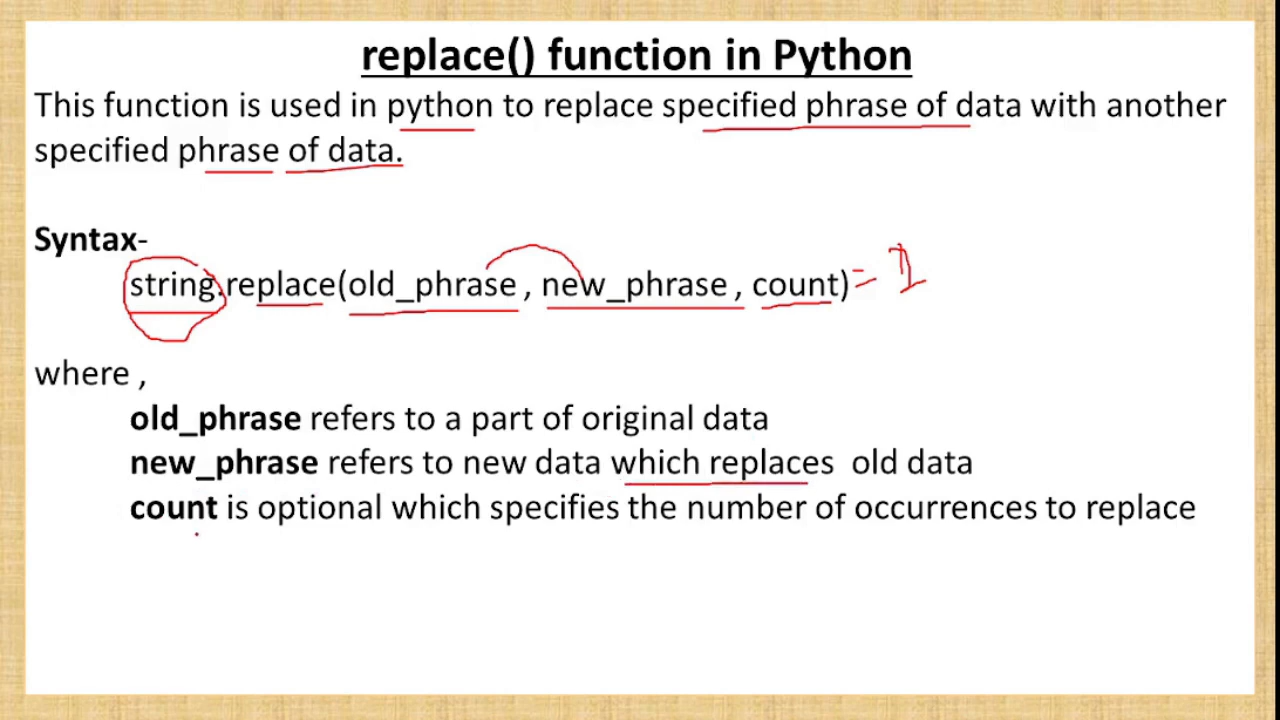 replace() function in Python
This function is used in python to replace specified phrase of data with another
specified phrase of data.
Syntax-
string.replace(old_phrase , new_phrase , count) = 1
where ,
old_phrase refers to a part of original data
new_phrase refers to new data which replaces old data
count is optional which specifies the number of occurrences to replace